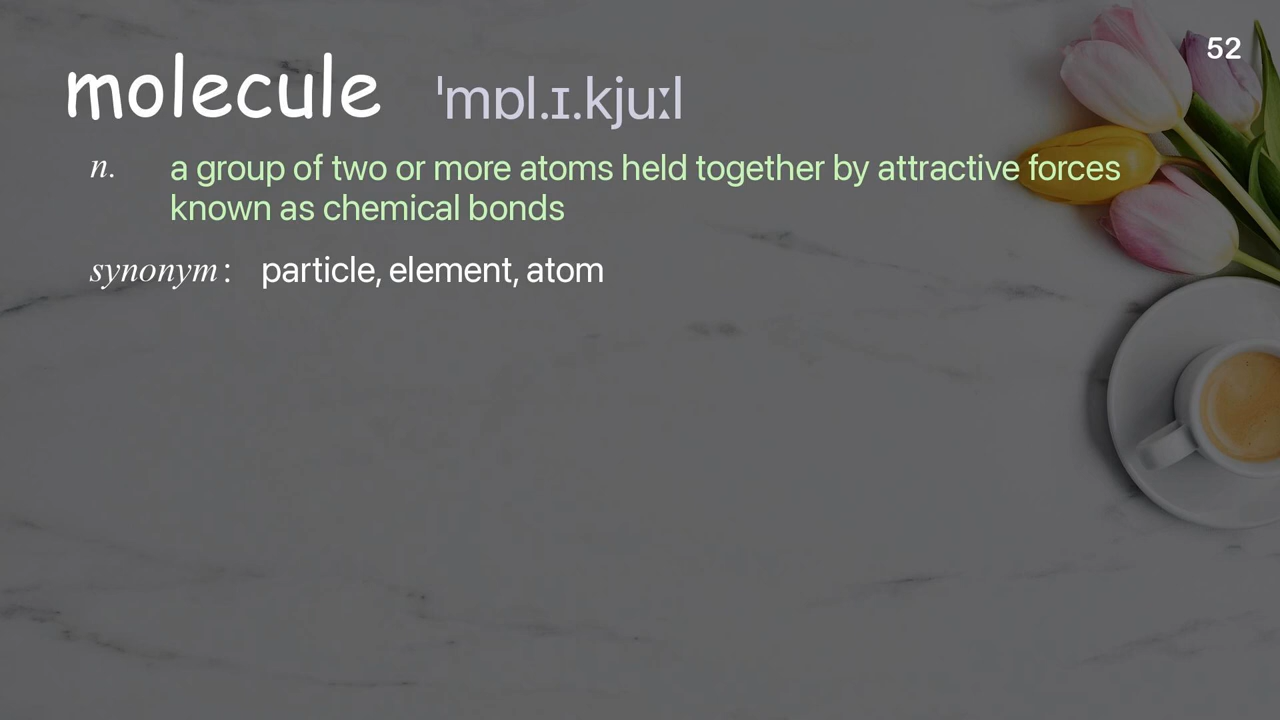 52
molecule ˈmɒl.ɪ.kjuːl
n. a group of two or more atoms held together by attractive forces
known as chemical bonds
synonym: particle, element, atom